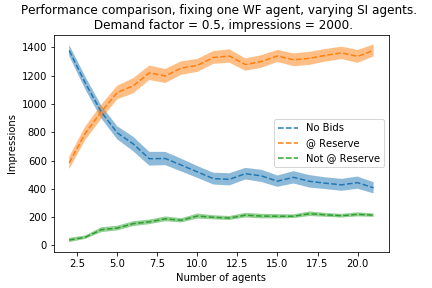 Performance comparison, fixing one WF agent, varying SI agents.
Demand factor = 0.5, impressions = 2000.
1400
1200
1000
800
600
400
200
0
Impressions
No Bids
@ Reserve
Not @ Reserve
2.5 5.0 7.5 10.0 12.5 15.0 17.5 20.0
Number of agents